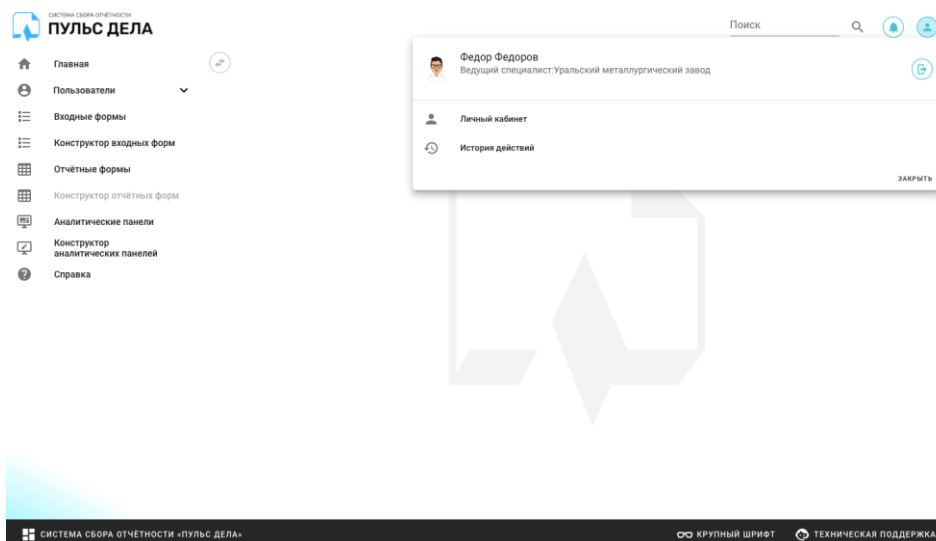 СИСТЕМА СБОРА ОТЧЁТНОСТИ
ПУЛЬС ДЕЛА
Поиск
Главная
Пользователи
Входные формы
Конструктор входных форм
Отчётные формы
Конструктор отчётных форм
Аналитические панели
Конструктор
аналитических панелей
Справка
Федор Федоров
Ведущий специалист:Уральский металлургический завод
Личный кабинет
История действий
ЗАКРЫТЬ
СИСТЕМА СБОРА ОТЧЁТНОСТИ «ПУЛЬС ДЕЛА»
КРУПНЫЙ ШРИФТ
ТЕХНИЧЕСКАЯ ПОДДЕРЖКА